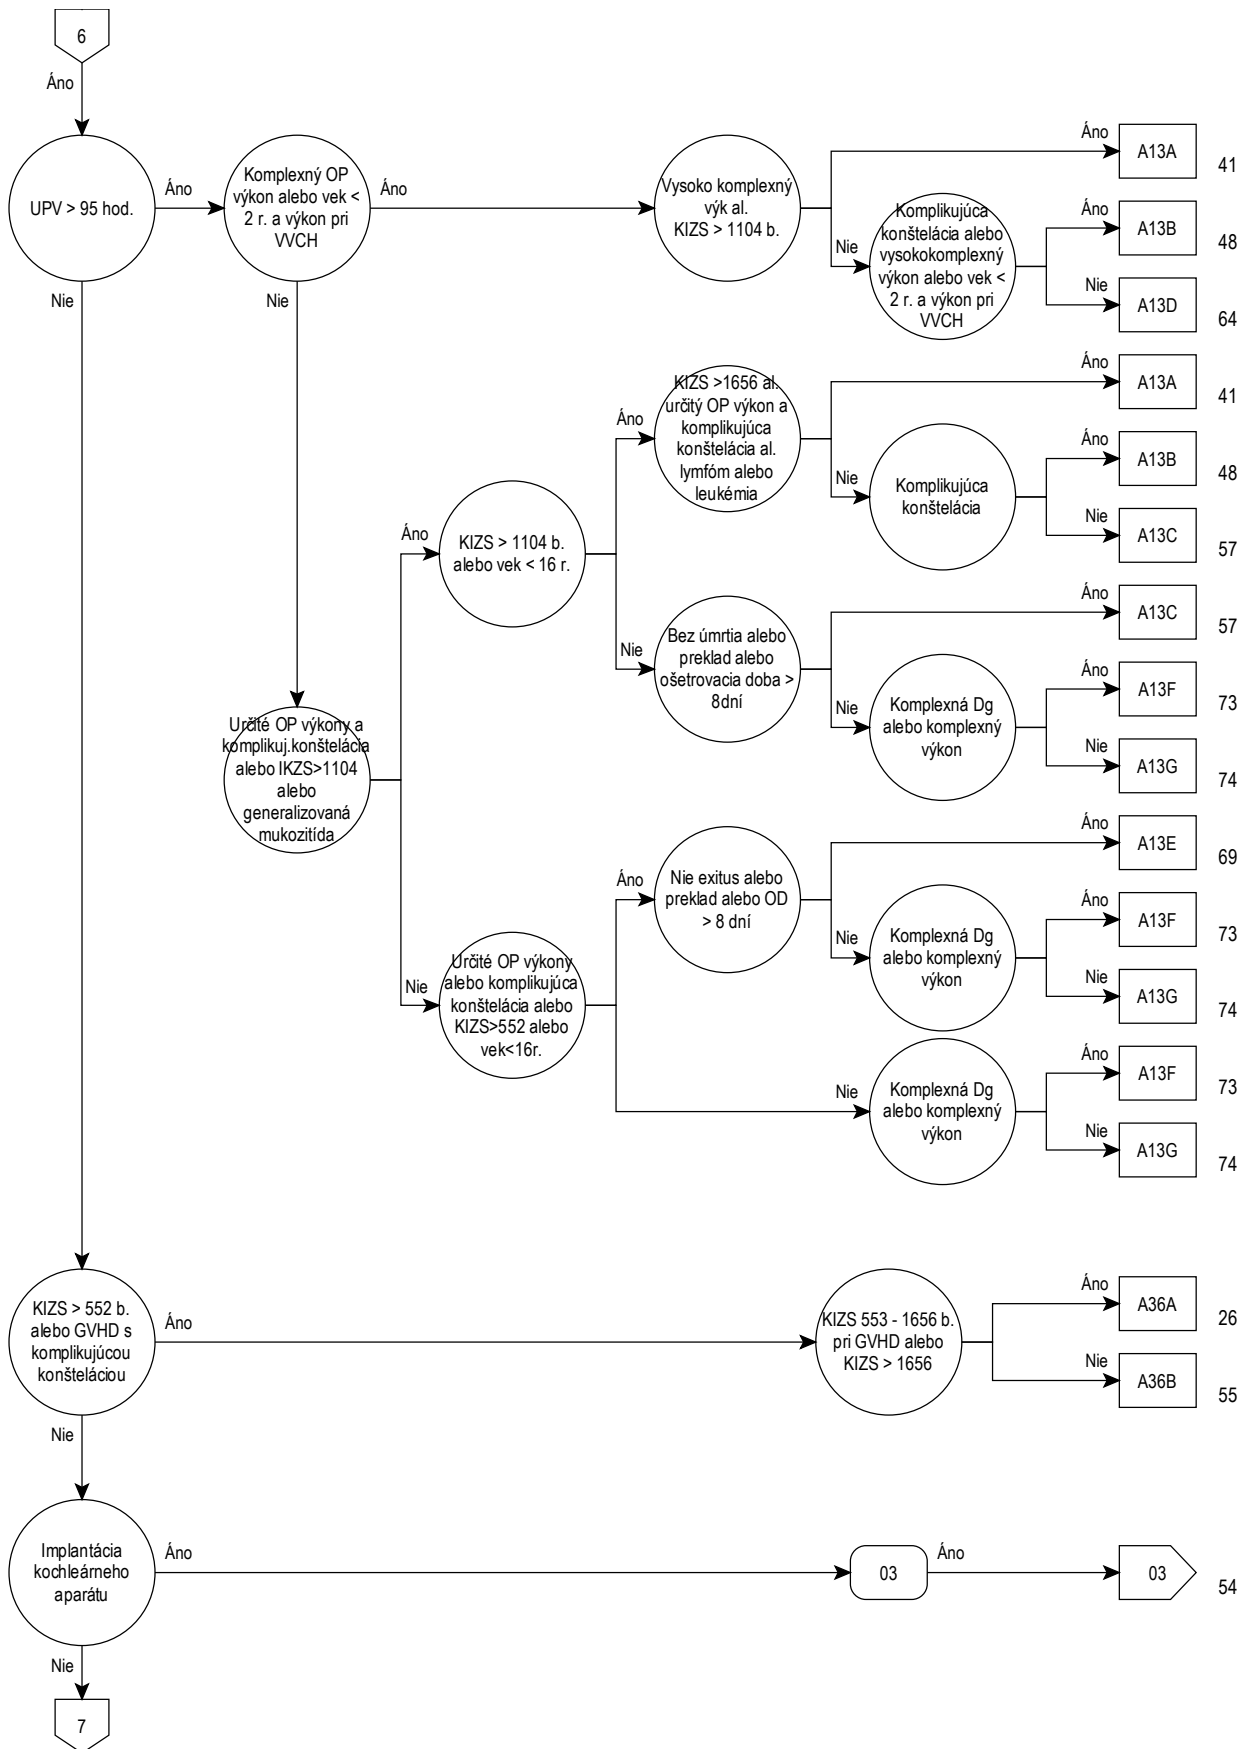 6
Áno
UPV > 95 hod.
Áno
Nie
Komplexný OP
výkon alebo vek <
2 r. a výkon pri
VVCH
Áno
Nie
Vysoko komplexný
výk al.
KIZS > 1104 b.
Áno
A13A
41
Nie
Komplikujúca
konštelácia alebo
vysokokomplexný
výkon alebo vek <
2 r. a výkon pri
VVCH
Áno
A13B
48
Nie
A13D
64
Určité OP výkony a
komplikuj.konštelácia
alebo IKZS>1104
alebo
generalizovaná
mukozitída
Áno
Nie
KIZS > 1104 b.
alebo vek < 16 r.
Áno
Nie
KIZS >1656 al.
určitý OP výkon a
komplikujúca
konštelácia al.
lymfóm alebo
leukémia
Áno
A13A
41
Nie
Komplikujúca
konštelácia
Áno
A13B
48
Nie
A13C
57
Bez úmrtia alebo
preklad alebo
ošetrovacia doba >
8dní
Áno
A13C
57
Nie
Komplexná Dg
alebo komplexný
výkon
Áno
A13F
73
Nie
A13G
74
Určité OP výkony
alebo komplikujúca
konštelácia alebo
KIZS>552 alebo
vek<16r.
Áno
Nie
Nie exitus alebo
preklad alebo OD
> 8 dní
Áno
A13E
69
Nie
Komplexná Dg
alebo komplexný
výkon
Áno
A13F
73
Nie
A13G
74
Komplexná Dg
alebo komplexný
výkon
Áno
A13F
73
Nie
A13G
74
KIZS > 552 b.
alebo GVHD s
komplikujúcou
konšteláciou
Áno
Nie
KIZS 553 - 1656 b.
pri GVHD alebo
KIZS > 1656
Áno
A36A
26
Nie
A36B
55
Implantácia
kochleárneho
aparátu
Áno
03
Áno
03
54
Nie
7